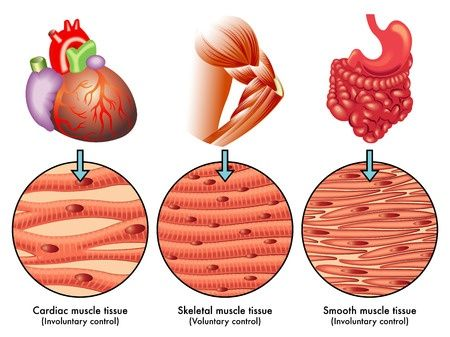 Cardiac muscle tissue
(Involuntary control)
Skeletal muscle tissue
(Voluntary control)
Smooth muscle tissue
(Involuntary control)